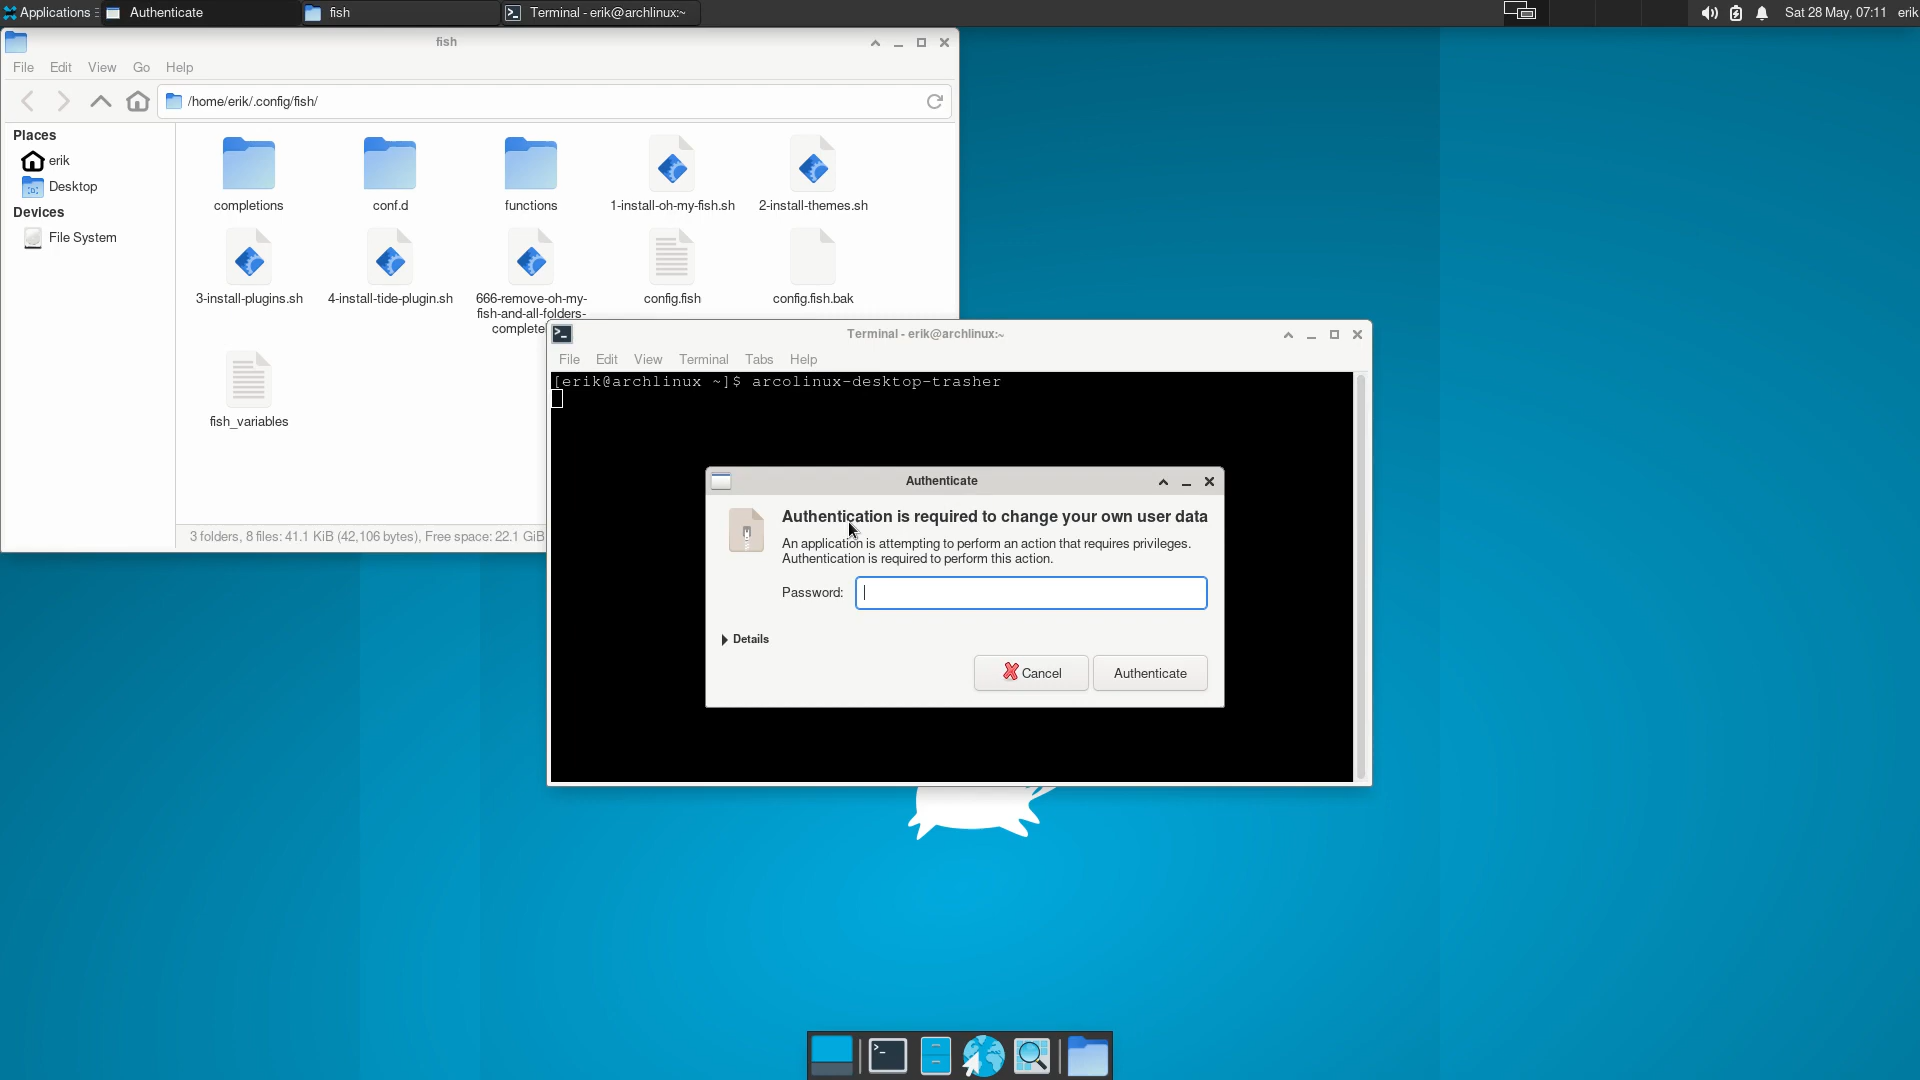 Applications
Authenticate
fish
Terminal - erik@archlinux:~
Sat 28 May, 07:11
erik
fish
File Edit View Go Help
/home/erik/.config/fish/
Places
erik
Desktop
Devices
File System
completions
conf.d
functions
1-install-oh-my-fish.sh
2-install-themes.sh
3-install-plugins.sh
4-install-tide-plugin.sh
666-remove-oh-my-
fish-and-all-folders-
config.fish
config.fish.bak
fish_variables
3 folders, 8 files: 41.1 KiB (42,106 bytes), Free space: 22.1 GiB
Terminal - erik@archlinux:~
File Edit View Terminal Tabs Help
[erik@archlinux ~]$ arcolinux-desktop-trasher
Authenticate
Authentication is required to change your own user data
An application is attempting to perform an action that requires privileges.
Authentication is required to perform this action.
Password:
Details
Cancel
Authenticate